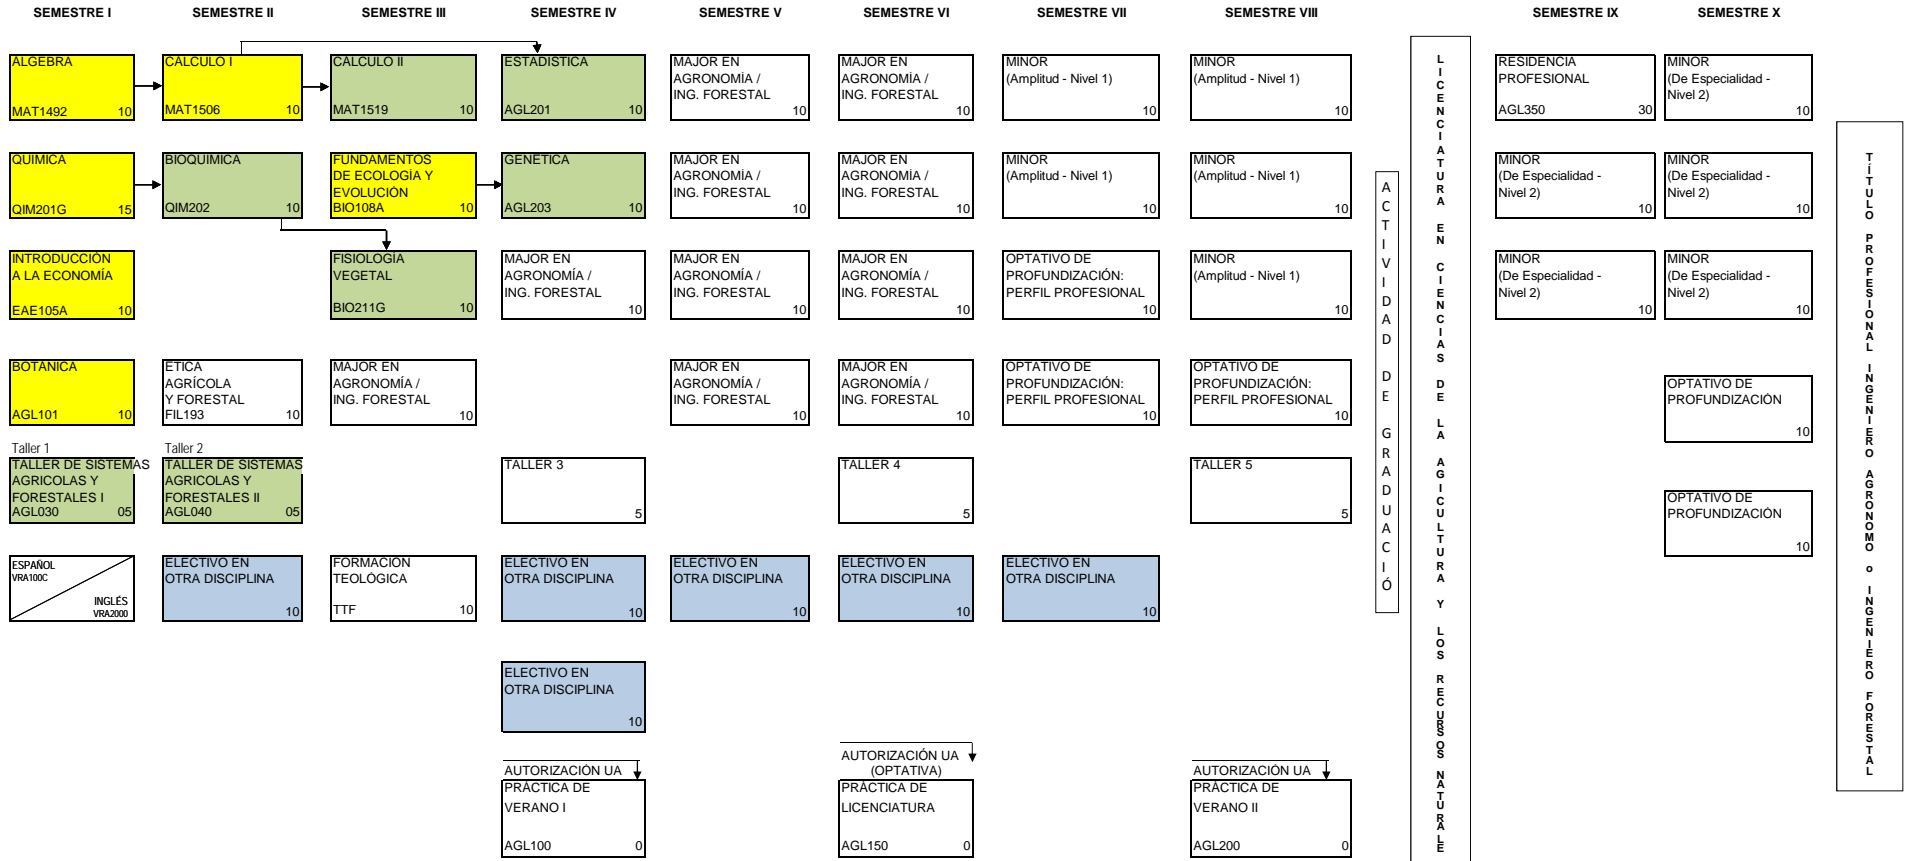 SEMESTRE I
SEMESTRE II
SEMESTRE III
SEMESTRE IV
SEMESTRE V
SEMESTRE VI
SEMESTRE VII
SEMESTRE VIII
SEMESTRE IX
SEMESTRE X
ALGEBRA
MAT1492 10
CALCULO I
MAT1506 10
CALCULO II
MAT1519 10
ESTADISTICA
AGL201 10
MAJOR EN
AGRONOMÍA /
ING. FORESTAL
10
MAJOR EN
AGRONOMÍA /
ING. FORESTAL
10
MINOR
(Amplitud - Nivel 1)
10
MINOR
(Amplitud - Nivel 1)
10
RESIDENCIA
PROFESIONAL
AGL350 30
MINOR
(De Especialidad -
Nivel 2)
10
QUIMICA
QIM201G 15
BIOQUIMICA
QIM202 10
FUNDAMENTOS
DE ECOLOGÍA Y
EVOLUCIÓN
BIO108A 10
GENETICA
AGL203 10
MAJOR EN
AGRONOMÍA /
ING. FORESTAL
10
MAJOR EN
AGRONOMÍA /
ING. FORESTAL
10
MINOR
(Amplitud - Nivel 1)
10
MINOR
(Amplitud - Nivel 1)
10
MINOR
(De Especialidad -
Nivel 2)
10
MINOR
(De Especialidad -
Nivel 2)
10
INTRODUCCIÓN
A LA ECONOMÍA
EAE105A 10
FISIOLOGÍA
VEGETAL
BIO211G 10
MAJOR EN
AGRONOMÍA /
ING. FORESTAL
10
MAJOR EN
AGRONOMÍA /
ING. FORESTAL
10
MAJOR EN
AGRONOMÍA /
ING. FORESTAL
10
OPTATIVO DE
PROFUNDIZACIÓN:
PERFIL PROFESIONAL
10
MINOR
(Amplitud - Nivel 1)
10
MINOR
(De Especialidad -
Nivel 2)
10
MINOR
(De Especialidad -
Nivel 2)
10
BOTÁNICA
AGL101 10
ETICA
AGRÍCOLA
Y FORESTAL
FIL193 10
MAJOR EN
AGRONOMÍA /
ING. FORESTAL
10
MAJOR EN
AGRONOMÍA /
ING. FORESTAL
10
MAJOR EN
AGRONOMÍA /
ING. FORESTAL
10
OPTATIVO DE
PROFUNDIZACIÓN:
PERFIL PROFESIONAL
10
OPTATIVO DE
PROFUNDIZACIÓN:
PERFIL PROFESIONAL
10
OPTATIVO DE
PROFUNDIZACIÓN
10
Taller 1
TALLER DE SISTEMAS
AGRICOLAS Y
FORESTALES I
AGL030 05
Taller 2
TALLER DE SISTEMAS
AGRICOLAS Y
FORESTALES II
AGL040 05
TALLER 3
5
TALLER 4
5
TALLER 5
5
OPTATIVO DE
PROFUNDIZACIÓN
10
ESPAÑOL
VRA100C
INGLÉS
VRA2000
ELECTIVO EN
OTRA DISCIPLINA
10
FORMACIÓN
TEOLÓGICA
TTF 10
ELECTIVO EN
OTRA DISCIPLINA
10
ELECTIVO EN
OTRA DISCIPLINA
10
ELECTIVO EN
OTRA DISCIPLINA
10
ELECTIVO EN
OTRA DISCIPLINA
10
ELECTIVO EN
OTRA DISCIPLINA
10
AUTORIZACIÓN UA
PRÁCTICA DE
VERANO I
AGL100 0
AUTORIZACIÓN UA
(OPTATIVA)
PRÁCTICA DE
LICENCIATURA
AGL150 0
AUTORIZACIÓN UA
PRÁCTICA DE
VERANO II
AGL200 0
ACTIVIDAD DE GRADUACIÓ
LICENCIATURA EN CIENCIAS DE LA AGICULTURA Y LOS RECURSOS NATURALE
TÍTULO PROFESIONAL INGENIERO AGRONOMO o INGENIERO FORESTAL